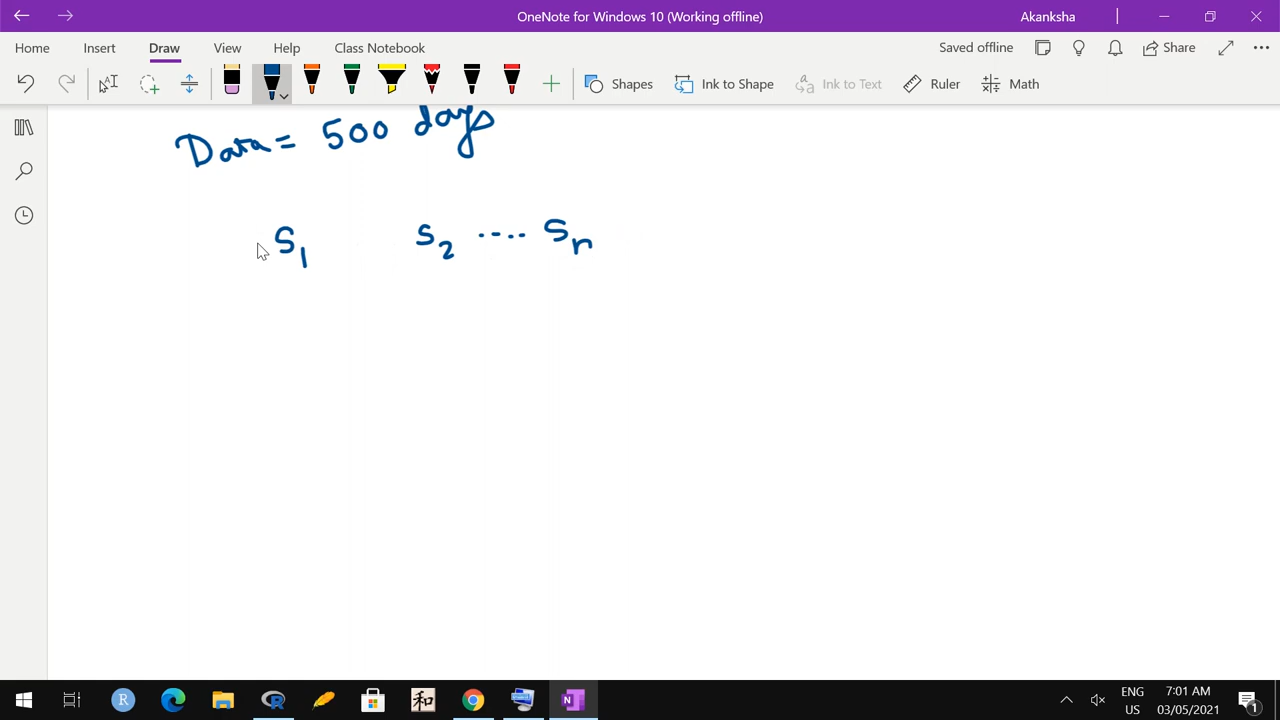 OneNote for Windows 10 (Working offline)
Akanksha
Home Insert Draw View Help Class Notebook
Saved offline Share
Shapes Ink to Shape Ink to Text Ruler Math
Data = 500 days
S1 S2 .... Sn
R R 和 N
ENG 7:01 AM
US 03/05/2021 1